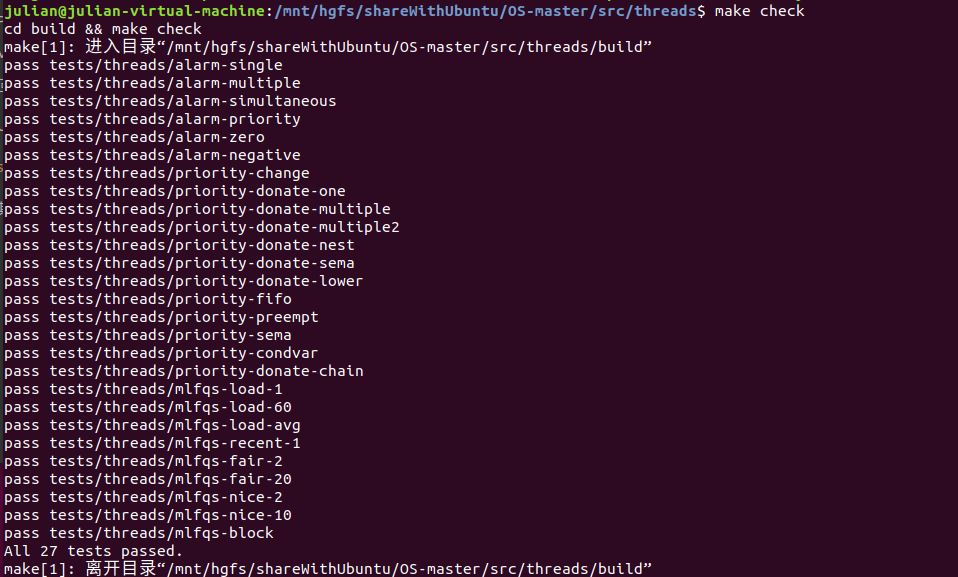 julian@julian-virtual-machine:/mnt/hgfs/shareWithUbuntu/OS-master/src/threads$ make check
cd build && make check
make[1]: 进入目录“/mnt/hgfs/shareWithUbuntu/OS-master/src/threads/build”
pass tests/threads/alarm-single
pass tests/threads/alarm-multiple
pass tests/threads/alarm-simultaneous
pass tests/threads/alarm-priority
pass tests/threads/alarm-zero
pass tests/threads/alarm-negative
pass tests/threads/priority-change
pass tests/threads/priority-donate-one
pass tests/threads/priority-donate-multiple
pass tests/threads/priority-donate-multiple2
pass tests/threads/priority-donate-nest
pass tests/threads/priority-donate-sema
pass tests/threads/priority-donate-lower
pass tests/threads/priority-fifo
pass tests/threads/priority-preempt
pass tests/threads/priority-sema
pass tests/threads/priority-condvar
pass tests/threads/priority-donate-chain
pass tests/threads/mlfqs-load-1
pass tests/threads/mlfqs-load-60
pass tests/threads/mlfqs-load-avg
pass tests/threads/mlfqs-recent-1
pass tests/threads/mlfqs-fair-2
pass tests/threads/mlfqs-fair-20
pass tests/threads/mlfqs-nice-2
pass tests/threads/mlfqs-nice-10
pass tests/threads/mlfqs-block
All 27 tests passed.
make[1]: 离开目录“/mnt/hgfs/shareWithUbuntu/OS-master/src/threads/build”